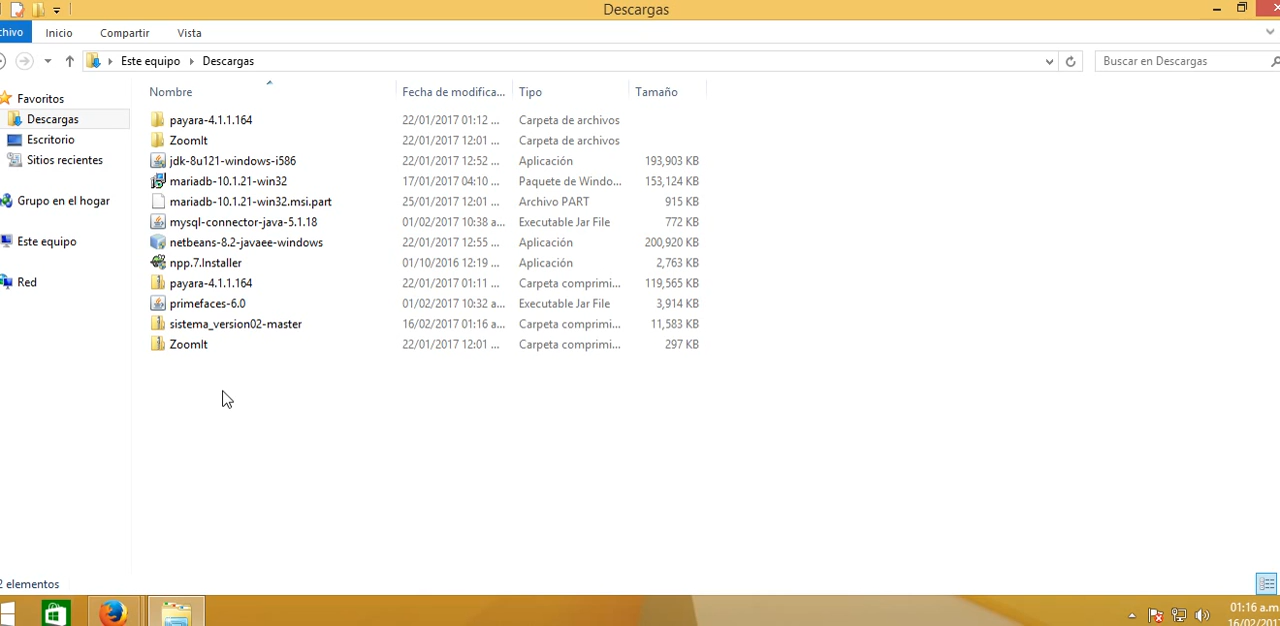 Descargas
chivo Inicio Compartir Vista
Este equipo Descargas Buscar en Descargas
Nombre Fecha de modifica... Tipo Tamaño
Favoritos
Descargas
Escritorio
Sitios recientes
Grupo en el hogar
Este equipo
Red
payara-4.1.1.164 22/01/2017 01:12 ... Carpeta de archivos
ZoomIt 22/01/2017 12:01 ... Carpeta de archivos
jdk-8u121-windows-i586 22/01/2017 12:52 ... Aplicación 193,903 KB
mariadb-10.1.21-win32 17/01/2017 04:10 ... Paquete de Windo... 153,124 KB
mariadb-10.1.21-win32.msi.part 25/01/2017 12:01 ... Archivo PART 915 KB
mysql-connector-java-5.1.18 01/02/2017 10:38 a... Executable Jar File 772 KB
netbeans-8.2-javaee-windows 22/01/2017 12:55 ... Aplicación 200,920 KB
npp.7.Installer 01/10/2016 12:19 ... Aplicación 2,763 KB
payara-4.1.1.164 22/01/2017 01:11 ... Carpeta comprimi... 119,565 KB
primefaces-6.0 01/02/2017 10:32 a... Executable Jar File 3,914 KB
sistema_version02-master 16/02/2017 01:16 a... Carpeta comprimi... 11,583 KB
ZoomIt 22/01/2017 12:01 ... Carpeta comprimi... 297 KB
2 elementos
01:16 a.m
16/02/201